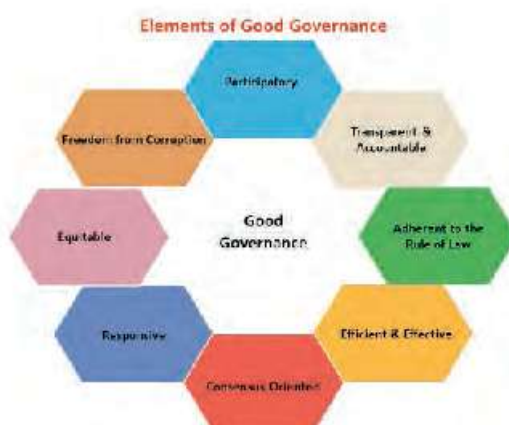 Elements of Good Governance
Participatory
Transparent &
Accountable
Adherent to the
Rule of Law
Efficient & Effective
Consensus Oriented
Responsive
Equitable
Freedom from Corruption
Good
Governance